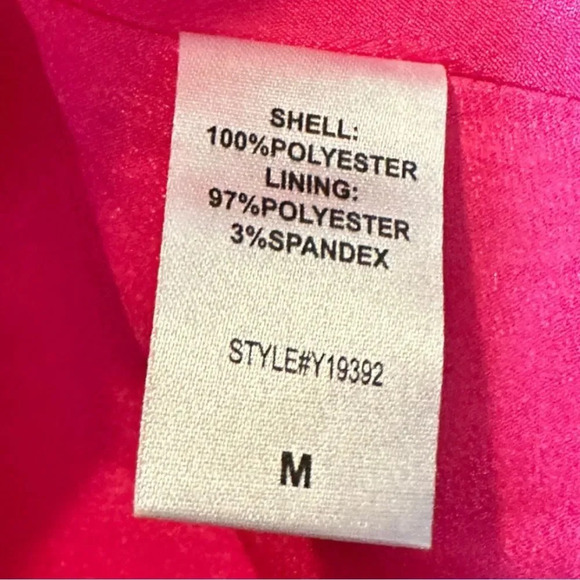 SHELL:
100%POLYESTER
LINING:
97%POLYESTER
3%SPANDEX
STYLE#Y19392
M